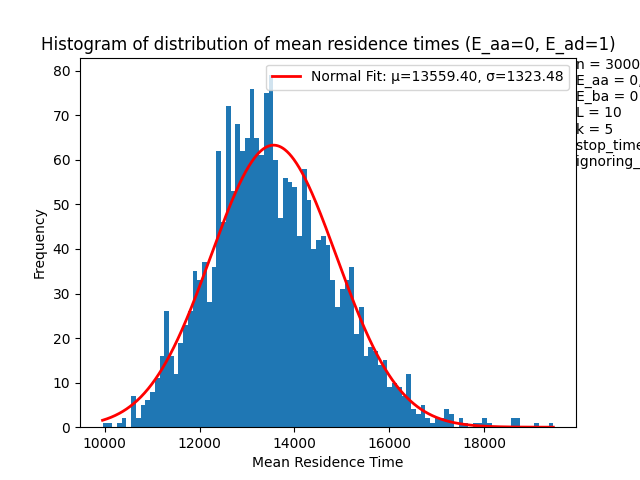 Histogram of distribution of mean residence times (E_aa=0, E_ad=1)
Normal Fit: μ=13559.40, σ=1323.48
n = 3000
E_aa = 0,
E_ba = 0
L = 10
k = 5
stop_time
ignoring_
80
70
60
50
40
30
20
10
0
Frequency
10000 12000 14000 16000 18000
Mean Residence Time